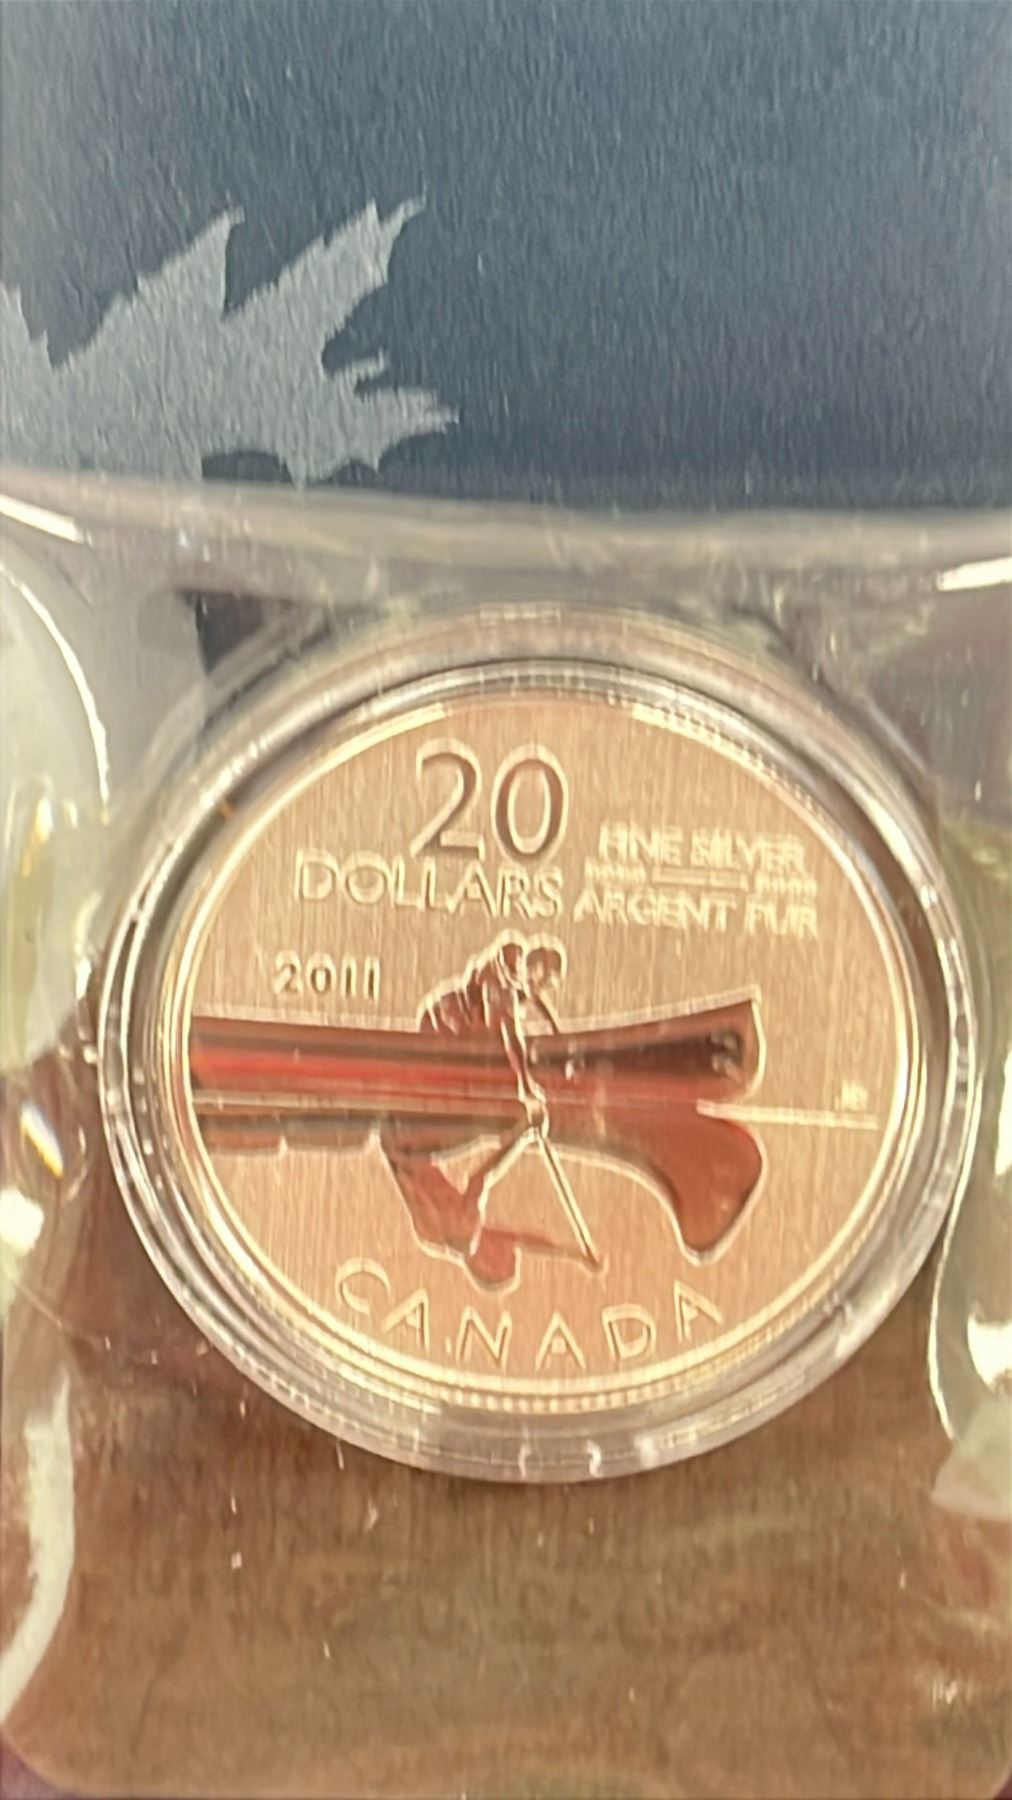 20
DOLLARS
FINE SILVER
ARGENT PUR
2011
CANADA